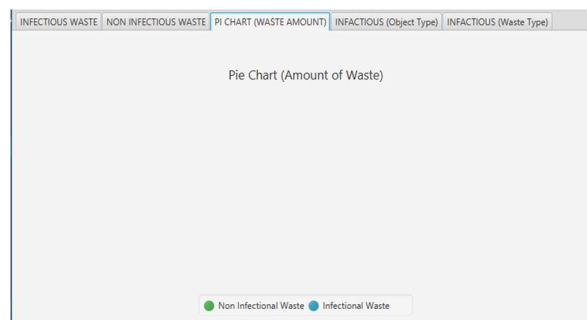 INFECTIOUS WASTE NON INFECTIOUS WASTE PI CHART (WASTE AMOUNT) INFACTIOUS (Object Type) INFACTIOUS (Waste Type)
Pie Chart (Amount of Waste)
Non Infectional Waste Infectional Waste